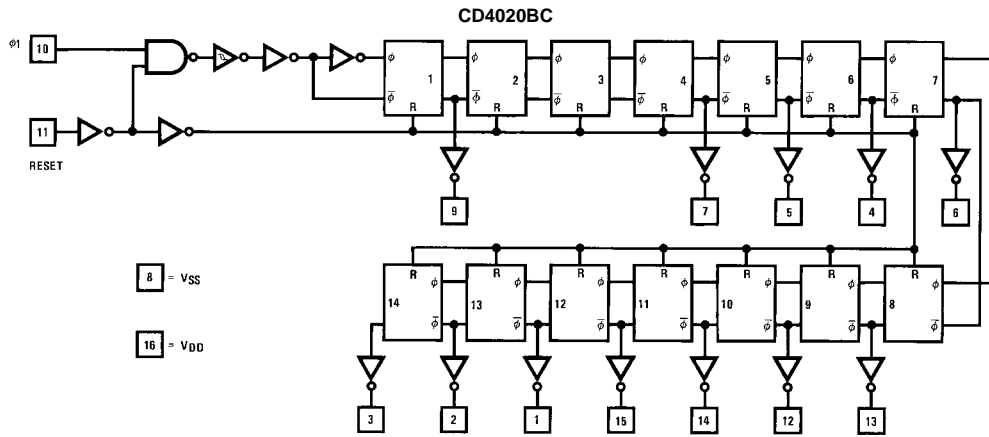 CD4020BC
ϕ1 10
ϕ ϕ ϕ ϕ ϕ ϕ ϕ
1 2 3 4 5 6 7
ϕ̅ ϕ̅ ϕ̅ ϕ̅ ϕ̅ ϕ̅ ϕ̅
R R R R R R R
11
RESET
9 7 5 4 6
R R R R R R R
8 = VSS
ϕ ϕ ϕ ϕ ϕ ϕ ϕ
14 13 12 11 10 9 8
ϕ̅ ϕ̅ ϕ̅ ϕ̅ ϕ̅ ϕ̅ ϕ̅
16 = VDD
3 2 1 15 14 12 13